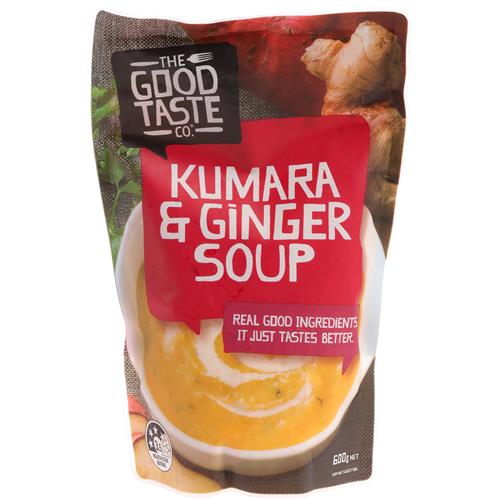 THE
GOOD
TASTE
CO.
KUMARA
& GiNGER
SOUP
REAL GOOD INGREDIENTS
IT JUST TASTES BETTER.
600g NET